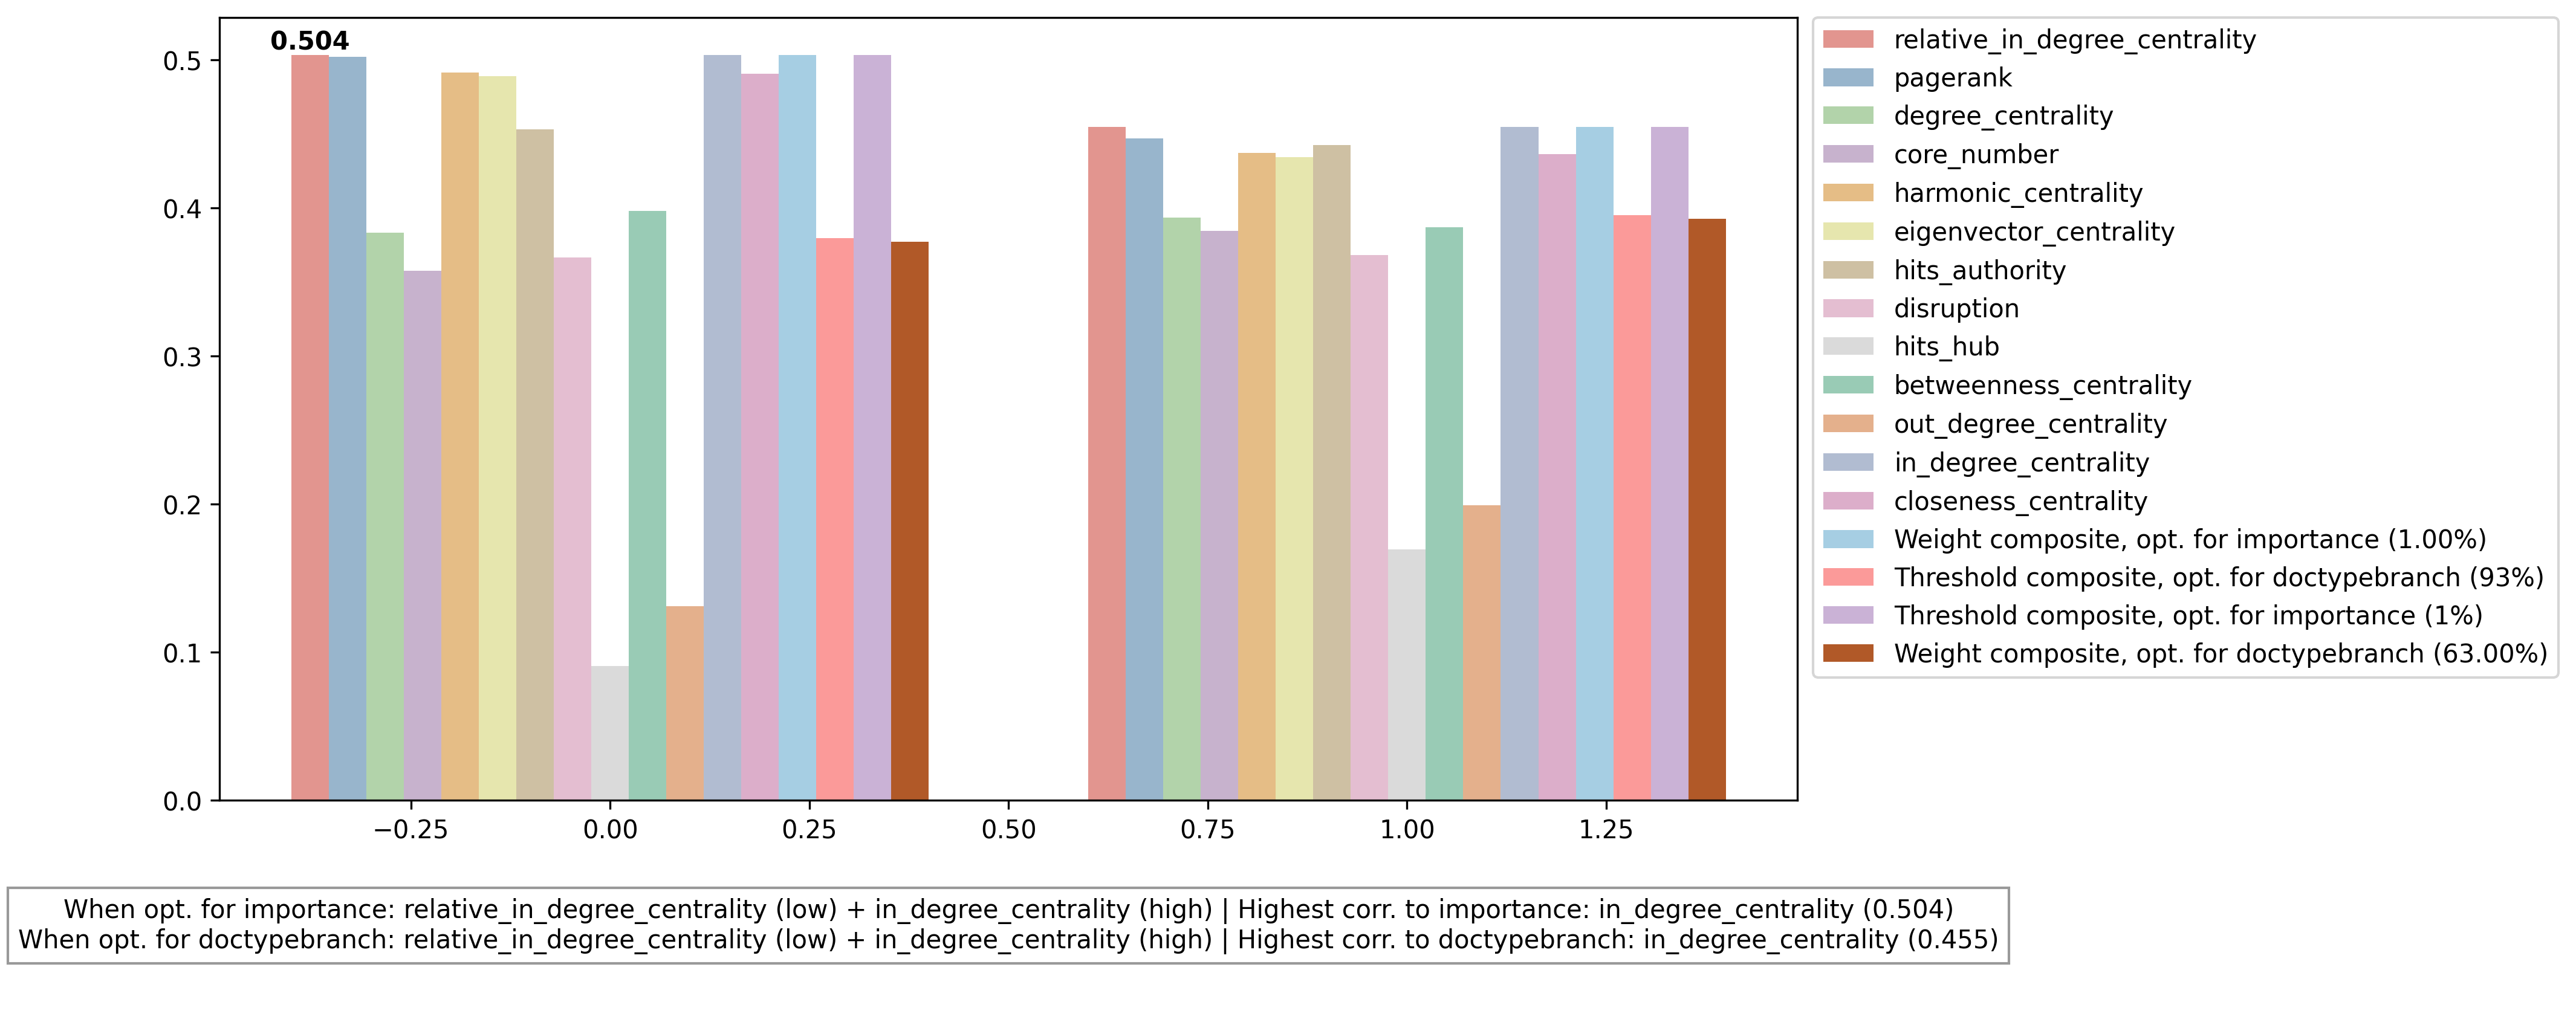 0.504
0.5
0.4
0.3
0.2
0.1
0.0
−0.25 0.00 0.25 0.50 0.75 1.00 1.25
relative_in_degree_centrality
pagerank
degree_centrality
core_number
harmonic_centrality
eigenvector_centrality
hits_authority
disruption
hits_hub
betweenness_centrality
out_degree_centrality
in_degree_centrality
closeness_centrality
Weight composite, opt. for importance (1.00%)
Threshold composite, opt. for doctypebranch (93%)
Threshold composite, opt. for importance (1%)
Weight composite, opt. for doctypebranch (63.00%)
When opt. for importance: relative_in_degree_centrality (low) + in_degree_centrality (high) | Highest corr. to importance: in_degree_centrality (0.504)
When opt. for doctypebranch: relative_in_degree_centrality (low) + in_degree_centrality (high) | Highest corr. to doctypebranch: in_degree_centrality (0.455)